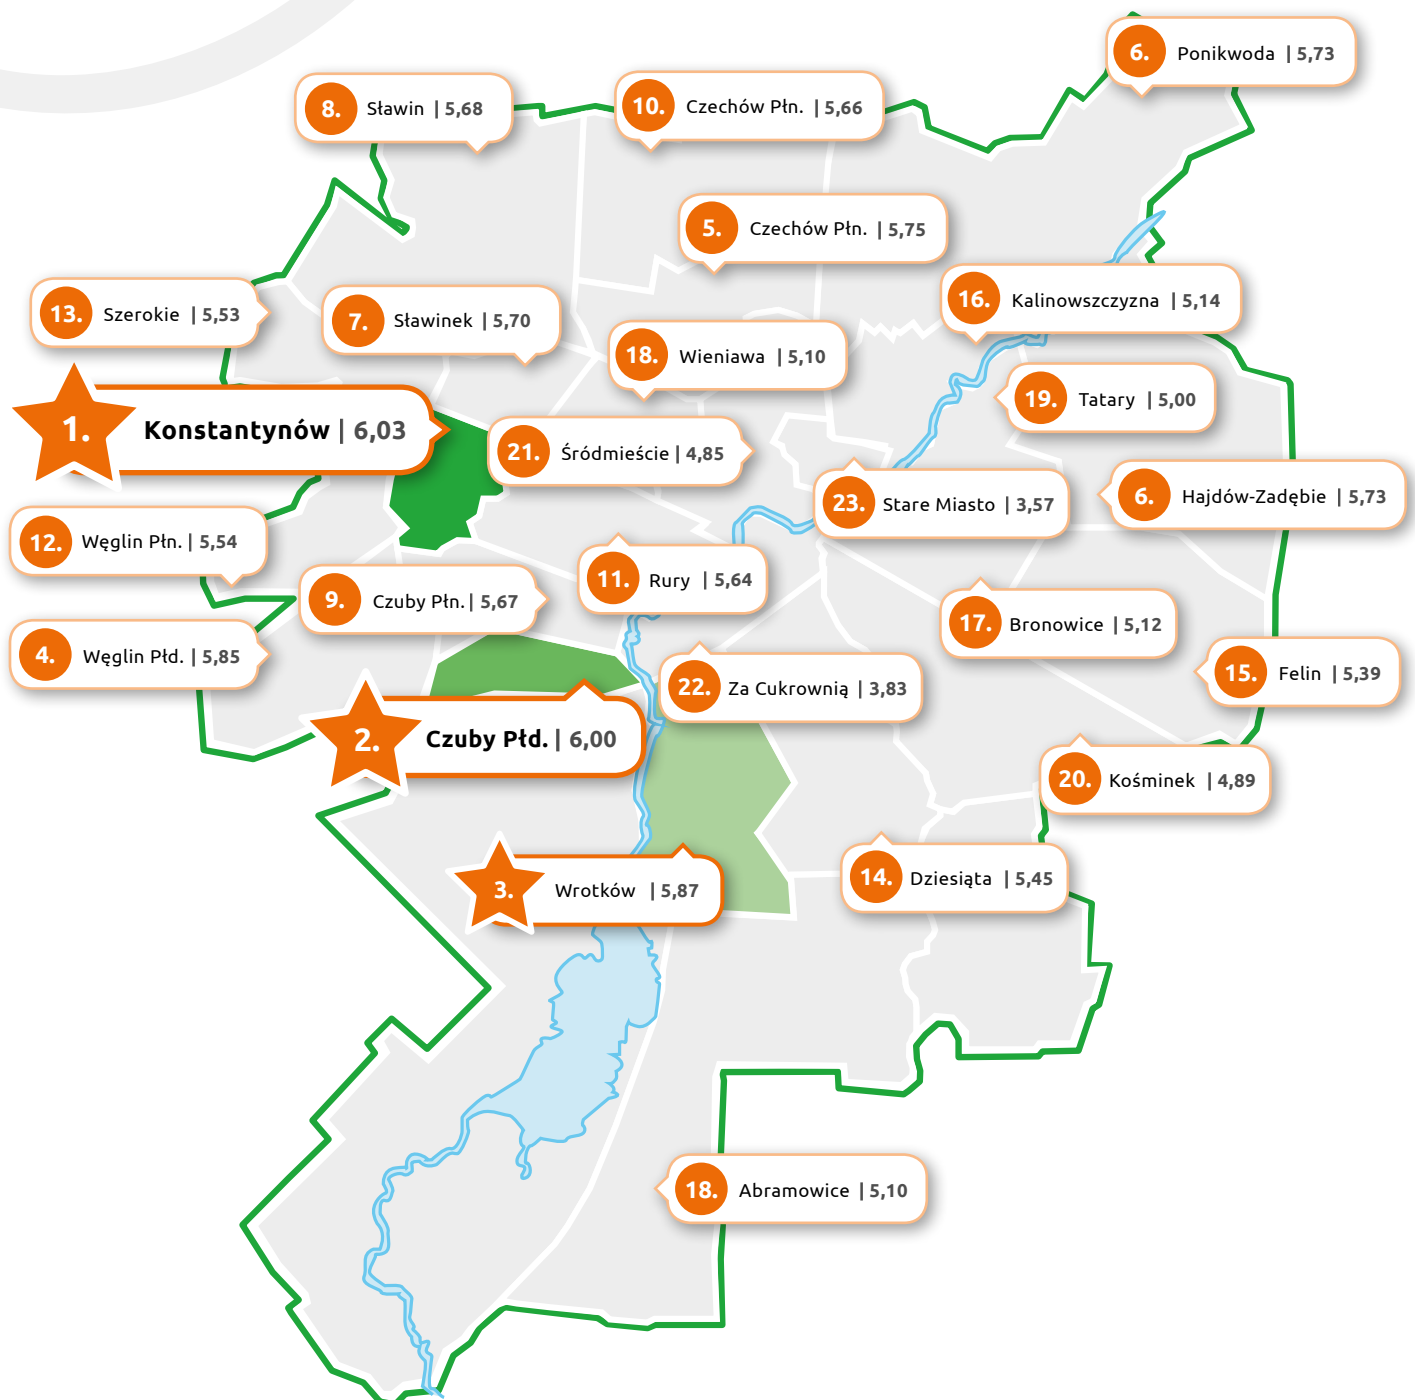 6. Ponikwoda | 5,73
8. Sławin | 5,68
10. Czechów Płn. | 5,66
5. Czechów Płn. | 5,75
16. Kalinowszczyzna | 5,14
13. Szerokie | 5,53
7. Sławinek | 5,70
18. Wieniawa | 5,10
19. Tatary | 5,00
1. Konstantynów | 6,03
21. Śródmieście | 4,85
23. Stare Miasto | 3,57
6. Hajdów-Zadębie | 5,73
12. Węglin Płn. | 5,54
9. Czuby Płn. | 5,67
11. Rury | 5,64
17. Bronowice | 5,12
4. Węglin Płd. | 5,85
22. Za Cukrownią | 3,83
15. Felin | 5,39
2. Czuby Płd. | 6,00
20. Kośminek | 4,89
3. Wrotków | 5,87
14. Dziesiąta | 5,45
18. Abramowice | 5,10